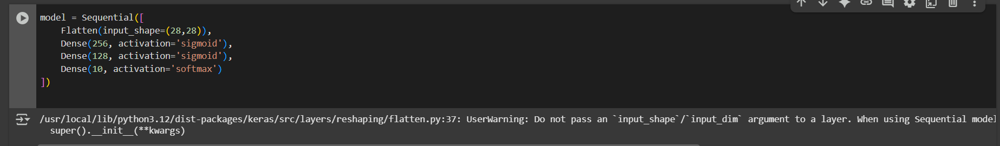 model = Sequential([
    Flatten(input_shape=(28,28)),
    Dense(256, activation='sigmoid'),
    Dense(128, activation='sigmoid'),
    Dense(10, activation='softmax')
])
/usr/local/lib/python3.12/dist-packages/keras/src/layers/reshaping/flatten.py:37: UserWarning: Do not pass an `input_shape`/`input_dim` argument to a layer. When using Sequential model
  super().__init__(**kwargs)